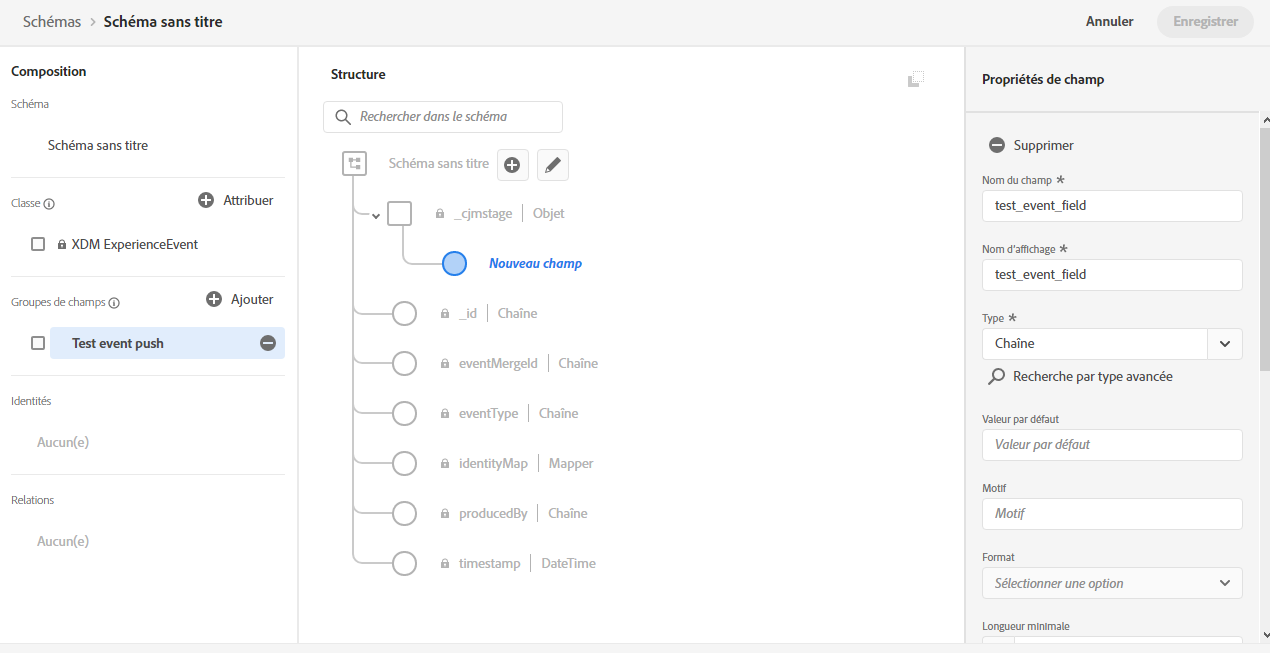 Schémas > Schéma sans titre
Annuler
Enregistrer
Composition
Schéma
Schéma sans titre
Classe
Attribuer
XDM ExperienceEvent
Groupes de champs
Ajouter
Test event push
Identités
Aucun(e)
Relations
Aucun(e)
Structure
Rechercher dans le schéma
Schéma sans titre
_cjmstage | Objet
Nouveau champ
_id | Chaîne
eventMergeId | Chaîne
eventType | Chaîne
identityMap | Mapper
producedBy | Chaîne
timestamp | DateTime
Propriétés de champ
Supprimer
Nom du champ *
test_event_field
Nom d'affichage *
test_event_field
Type *
Chaîne
Recherche par type avancée
Valeur par défaut
Valeur par défaut
Motif
Motif
Format
Sélectionner une option
Longueur minimale